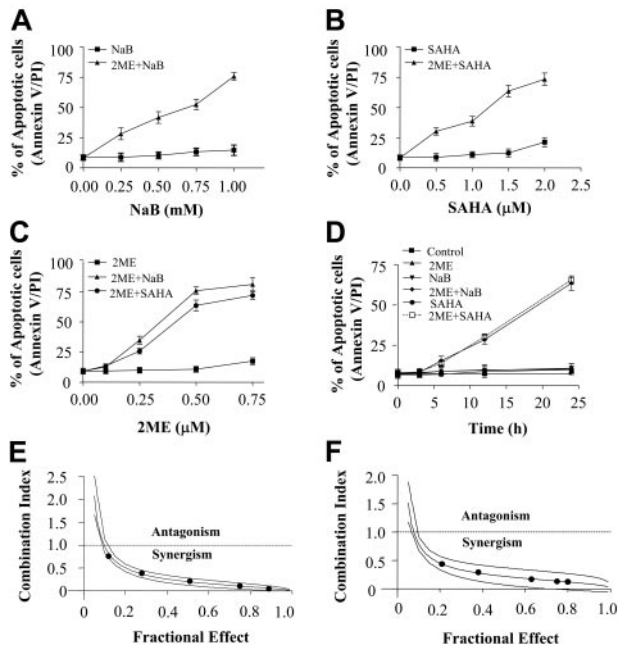 A
NaB
2ME+NaB
% of Apoptotic cells
(Annexin V/PI)
100
75
50
25
0
0.00 0.25 0.50 0.75 1.00
NaB (mM)
B
SAHA
2ME+SAHA
% of Apoptotic cells
(Annexin V/PI)
100
75
50
25
0
0.0 0.5 1.0 1.5 2.0 2.5
SAHA (μM)
C
2ME
2ME+NaB
2ME+SAHA
% of Apoptotic cells
(Annexin V/PI)
100
75
50
25
0
0.00 0.25 0.50 0.75
2ME (μM)
D
Control
2ME
NaB
2ME+NaB
SAHA
2ME+SAHA
% of Apoptotic cells
(Annexin V/PI)
75
50
25
0
0 5 10 15 20 25
Time (h)
E
Combination Index
2.5
2.0
1.5
1.0
0.5
0
Antagonism
Synergism
0 0.2 0.4 0.6 0.8 1.0
Fractional Effect
F
Combination Index
2.0
1.5
1.0
0.5
0
Antagonism
Synergism
0 0.2 0.4 0.6 0.8 1.0
Fractional Effect